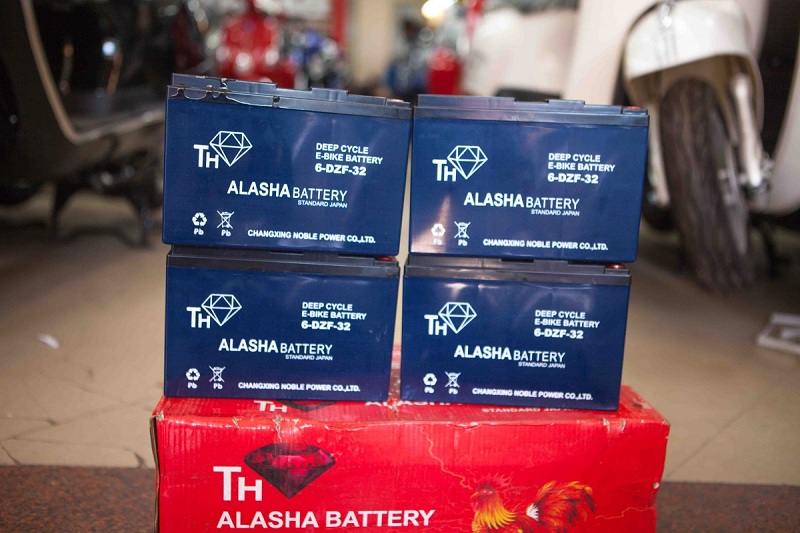 TH
DEEP CYCLE
E-BIKE BATTERY
6-DZF-32
ALASHA BATTERY
STANDARD JAPAN
Pb Pb
CHANGXING NOBLE POWER CO.,LTD.
TH
DEEP CYCLE
E-BIKE BATTERY
6-DZF-32
ALASHA BATTERY
STANDARD JAPAN
Pb Pb
CHANGXING NOBLE POWER CO.,LTD.
TH
DEEP CYCLE
E-BIKE BATTERY
6-DZF-32
ALASHA BATTERY
STANDARD JAPAN
Pb Pb
CHANGXING NOBLE POWER CO.,LTD.
TH
DEEP CYCLE
E-BIKE BATTERY
6-DZF-32
ALASHA BATTERY
STANDARD JAPAN
Pb Pb
CHANGXING NOBLE POWER CO.,LTD.
TH
STANDARD JAPAN
TH
ALASHA BATTERY